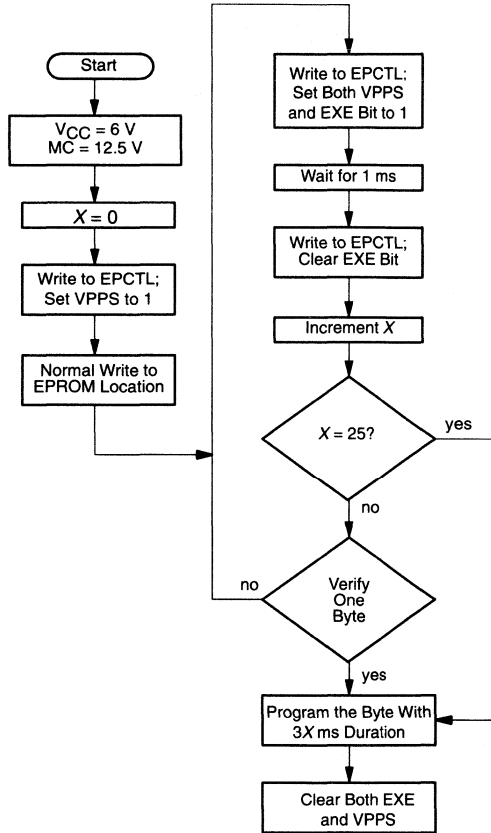 Start
VCC = 6 V
MC = 12.5 V
X = 0
Write to EPCTL;
Set VPPS to 1
Normal Write to
EPROM Location
Write to EPCTL;
Set Both VPPS
and EXE Bit to 1
Wait for 1 ms
Write to EPCTL;
Clear EXE Bit
Increment X
X = 25?
yes
no
Verify
One
Byte
no
yes
Program the Byte With
3X ms Duration
Clear Both EXE
and VPPS